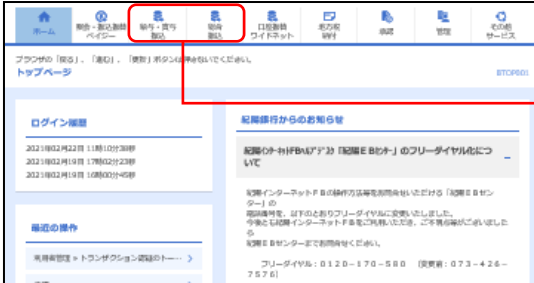 ホーム
照会・振込振替
ペイジー
給与・賞与
振込
総合
振込
口座振替
ワイドネット
地方税
納付
承認
管理
その他
サービス
ブラウザの「戻る」、「進む」、「更新」ボタンは押さないでください。
トップページ
BTOP001
ログイン履歴
2021年02月22日 11時10分38秒
2021年02月19日 17時02分23秒
2021年02月19日 16時00分45秒
最近の操作
利用者管理 » トランザクション認証のトー…
紀陽銀行からのお知らせ
紀陽ｲﾝﾀｰﾈｯﾄFBﾍﾙﾌﾟﾃﾞｽｸ「紀陽ＥＢｾﾝﾀｰ」のフリーダイヤル化につ
いて
紀陽インターネットＦＢの操作方法等をお問合せいただける「紀陽ＥＢセン
ター」の
電話番号を、以下のとおりフリーダイヤルに変更いたしました。
今後とも紀陽インターネットＦＢをご利用いただき、ご不明点等がございました
ら
紀陽ＥＢセンターまでお問合せください。
フリーダイヤル：０１２０－１７０－５８０ （変更前：０７３－４２６－
７５７６）